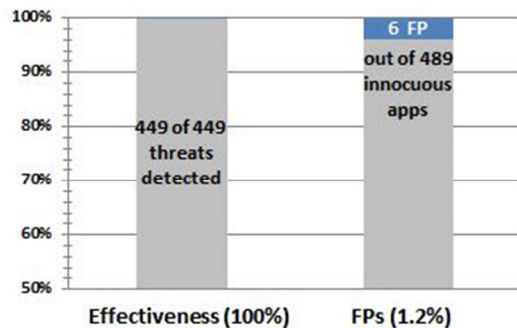 100%
90%
80%
70%
60%
50%
449 of 449
threats
detected
6 FP
out of 489
innocuous
apps
Effectiveness (100%)
FPs (1.2%)